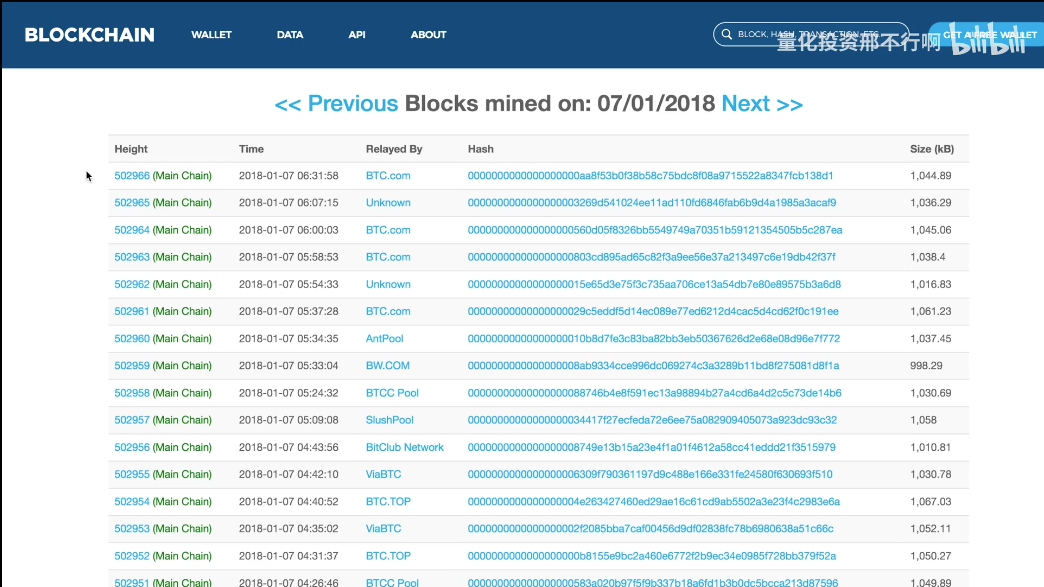 BLOCKCHAIN WALLET DATA API ABOUT BLOCK, HASH, TRANSACTION, ETC... GET A FREE WALLET
量化投资那不行啊 bilibili
<< Previous Blocks mined on: 07/01/2018 Next >>
Height Time Relayed By Hash Size (kB)
502966 (Main Chain) 2018-01-07 06:31:58 BTC.com 0000000000000000000aa8f53b0f38b58c75bdc8f08a9715522a8347fcb138d1 1,044.89
502965 (Main Chain) 2018-01-07 06:07:15 Unknown 0000000000000000003269d541024ee11ad110fd6846fab6b9d4a1985a3acaf9 1,036.29
502964 (Main Chain) 2018-01-07 06:00:03 BTC.com 000000000000000000560d05f8326bb5549749a70351b59121354505b5c287ea 1,045.06
502963 (Main Chain) 2018-01-07 05:58:53 BTC.com 000000000000000000803cd895ad65c82f3a9ee56e37a213497c6e19db42f37f 1,038.4
502962 (Main Chain) 2018-01-07 05:54:33 Unknown 00000000000000000015e65d3e75f3c735aa706ce13a54db7e80e89575b3a6d8 1,016.83
502961 (Main Chain) 2018-01-07 05:37:28 BTC.com 00000000000000000029c5eddf5d14ec089e77ed6212d4cac5d4cd62f0c191ee 1,061.23
502960 (Main Chain) 2018-01-07 05:34:35 AntPool 00000000000000000010b8d7fe3c83ba82bb3eb50367626d2e68e08d96e7f772 1,037.45
502959 (Main Chain) 2018-01-07 05:33:04 BW.COM 0000000000000000008ab9334cce996dc069274c3a3289b11bd8f275081d8f1a 998.29
502958 (Main Chain) 2018-01-07 05:24:32 BTCC Pool 000000000000000000088746b4e8f591ec13a98894b27a4cd6a4d2c5c73de14b6 1,030.69
502957 (Main Chain) 2018-01-07 05:09:08 SlushPool 00000000000000000034417f27ecfeda72e6ee75a082909405073a923dc93c32 1,058
502956 (Main Chain) 2018-01-07 04:43:56 BitClub Network 0000000000000000008749e13b15a23e4f1a01f4612a58cc41eddd21f3515979 1,010.81
502955 (Main Chain) 2018-01-07 04:42:10 ViaBTC 0000000000000000006309f790361197d9c488e166e331fe24580f630693f510 1,030.78
502954 (Main Chain) 2018-01-07 04:40:52 BTC.TOP 0000000000000000004e263427460ed29ae16c61cd9ab5502a3e23f4c2983e6a 1,067.03
502953 (Main Chain) 2018-01-07 04:35:02 ViaBTC 0000000000000000002f2085bba7caf00456d9df02838fc78b6980638a51c66c 1,052.11
502952 (Main Chain) 2018-01-07 04:31:37 BTC.TOP 0000000000000000000b8155e9bc2a460e6772f2b9ec34e0985f728bb379f52a 1,050.27
502951 (Main Chain) 2018-01-07 04:26:46 BTCC Pool 000000000000000000583a020b97f5f9b337b18a6fd1b3b0dc5bcca213d87596 1,049.89